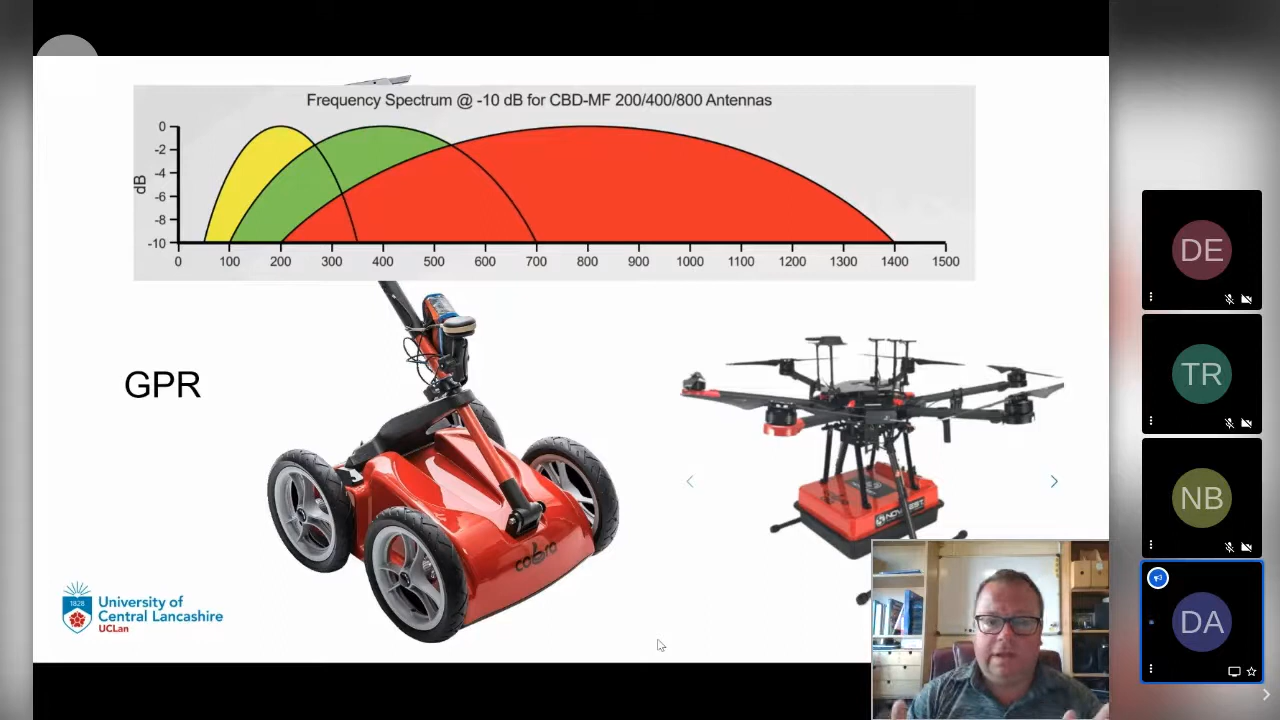 Frequency Spectrum @ -10 dB for CBD-MF 200/400/800 Antennas
dB
0
-2
-4
-6
-8
-10
0 100 200 300 400 500 600 700 800 900 1000 1100 1200 1300 1400 1500
GPR
cobra
1828
University of
Central Lancashire
UCLan
DE
TR
NB
DA